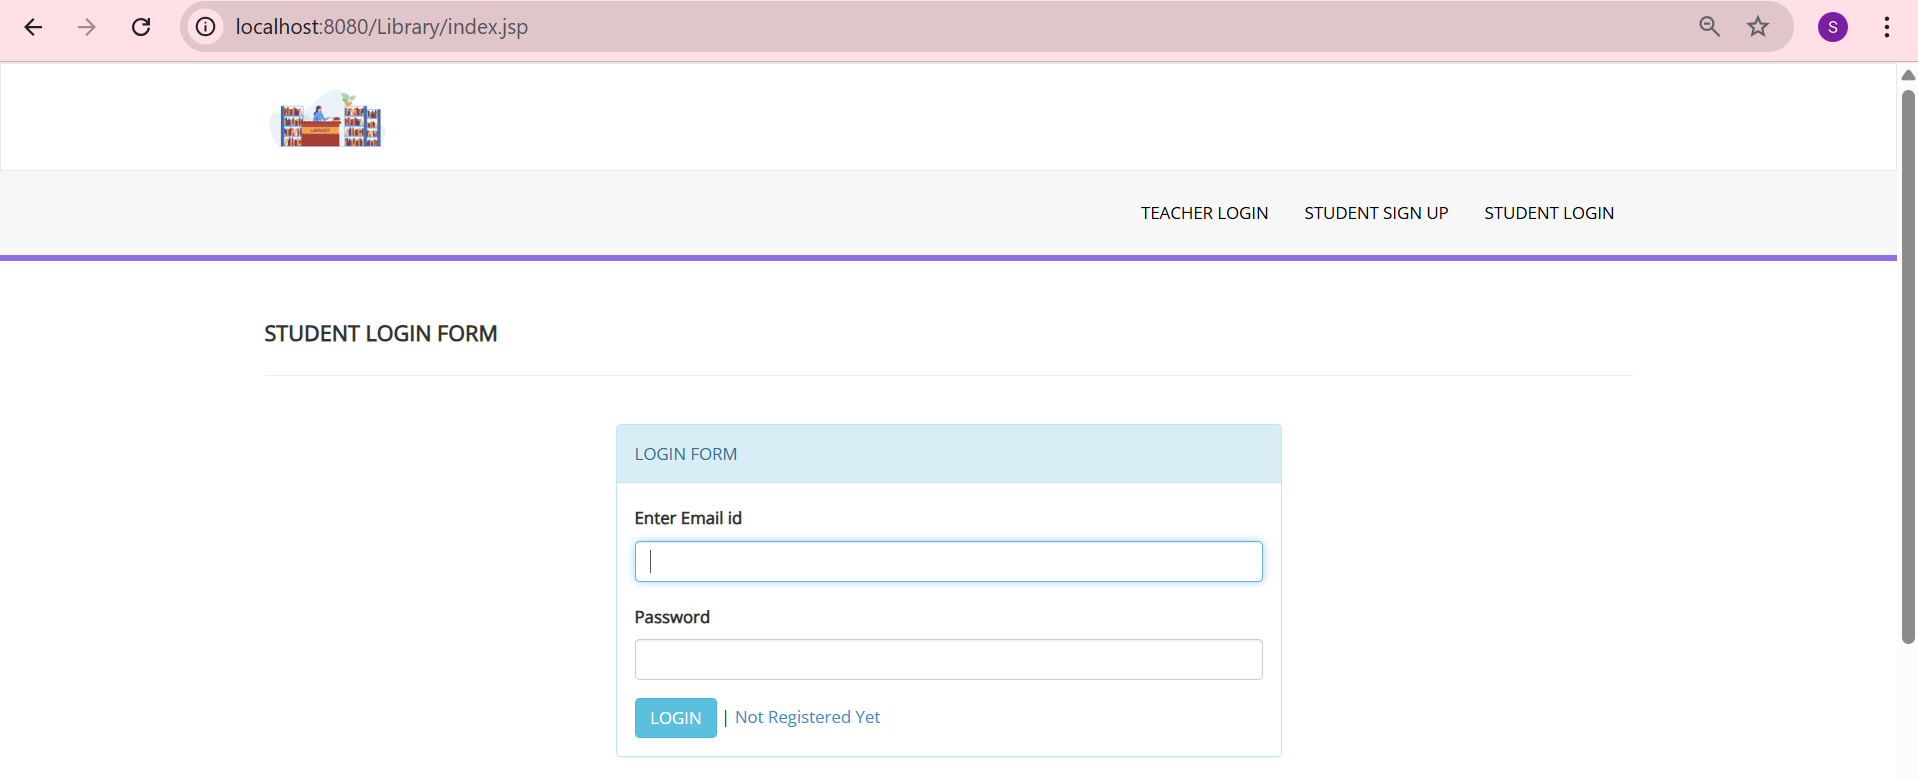 localhost:8080/Library/index.jsp
S
LIBRARY
TEACHER LOGIN STUDENT SIGN UP STUDENT LOGIN
STUDENT LOGIN FORM
LOGIN FORM
Enter Email id
Password
LOGIN | Not Registered Yet